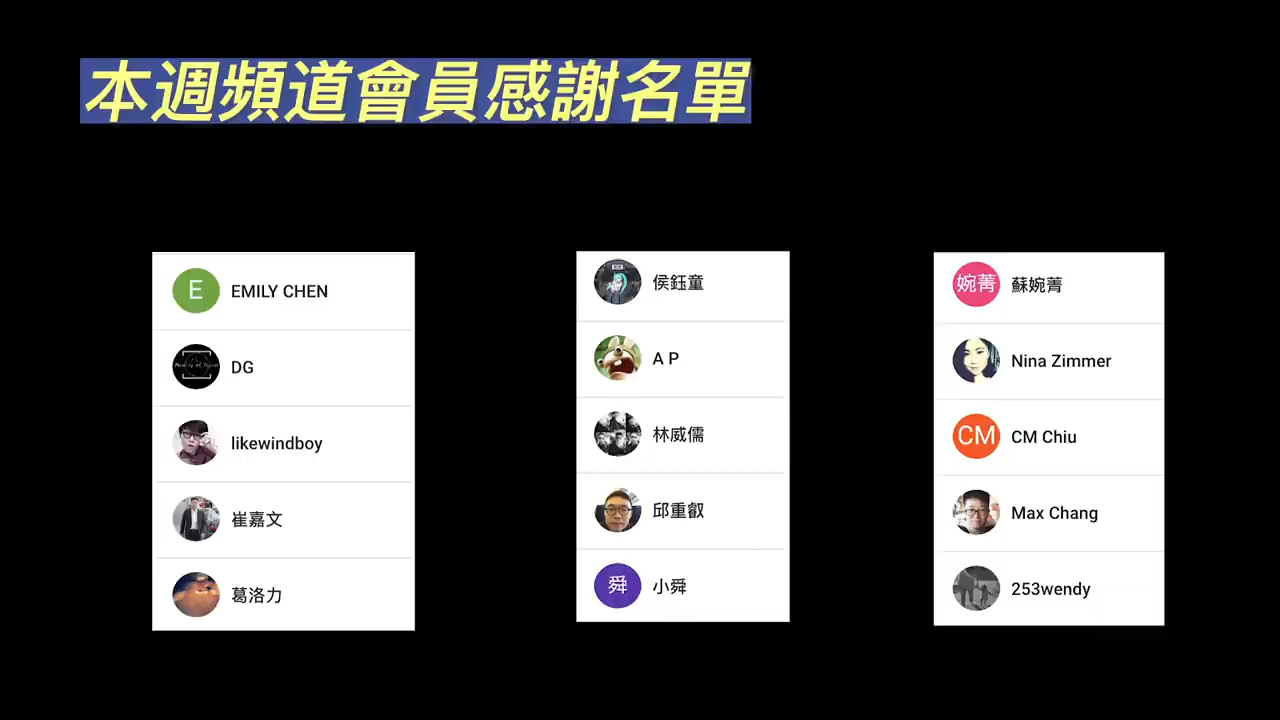 本週頻道會員感謝名單
E EMILY CHEN
DG
likewindboy
崔嘉文
葛洛力
侯鈺童
A P
林威儒
邱重叡
舜 小舜
婉菁 蘇婉菁
Nina Zimmer
CM CM Chiu
Max Chang
253wendy